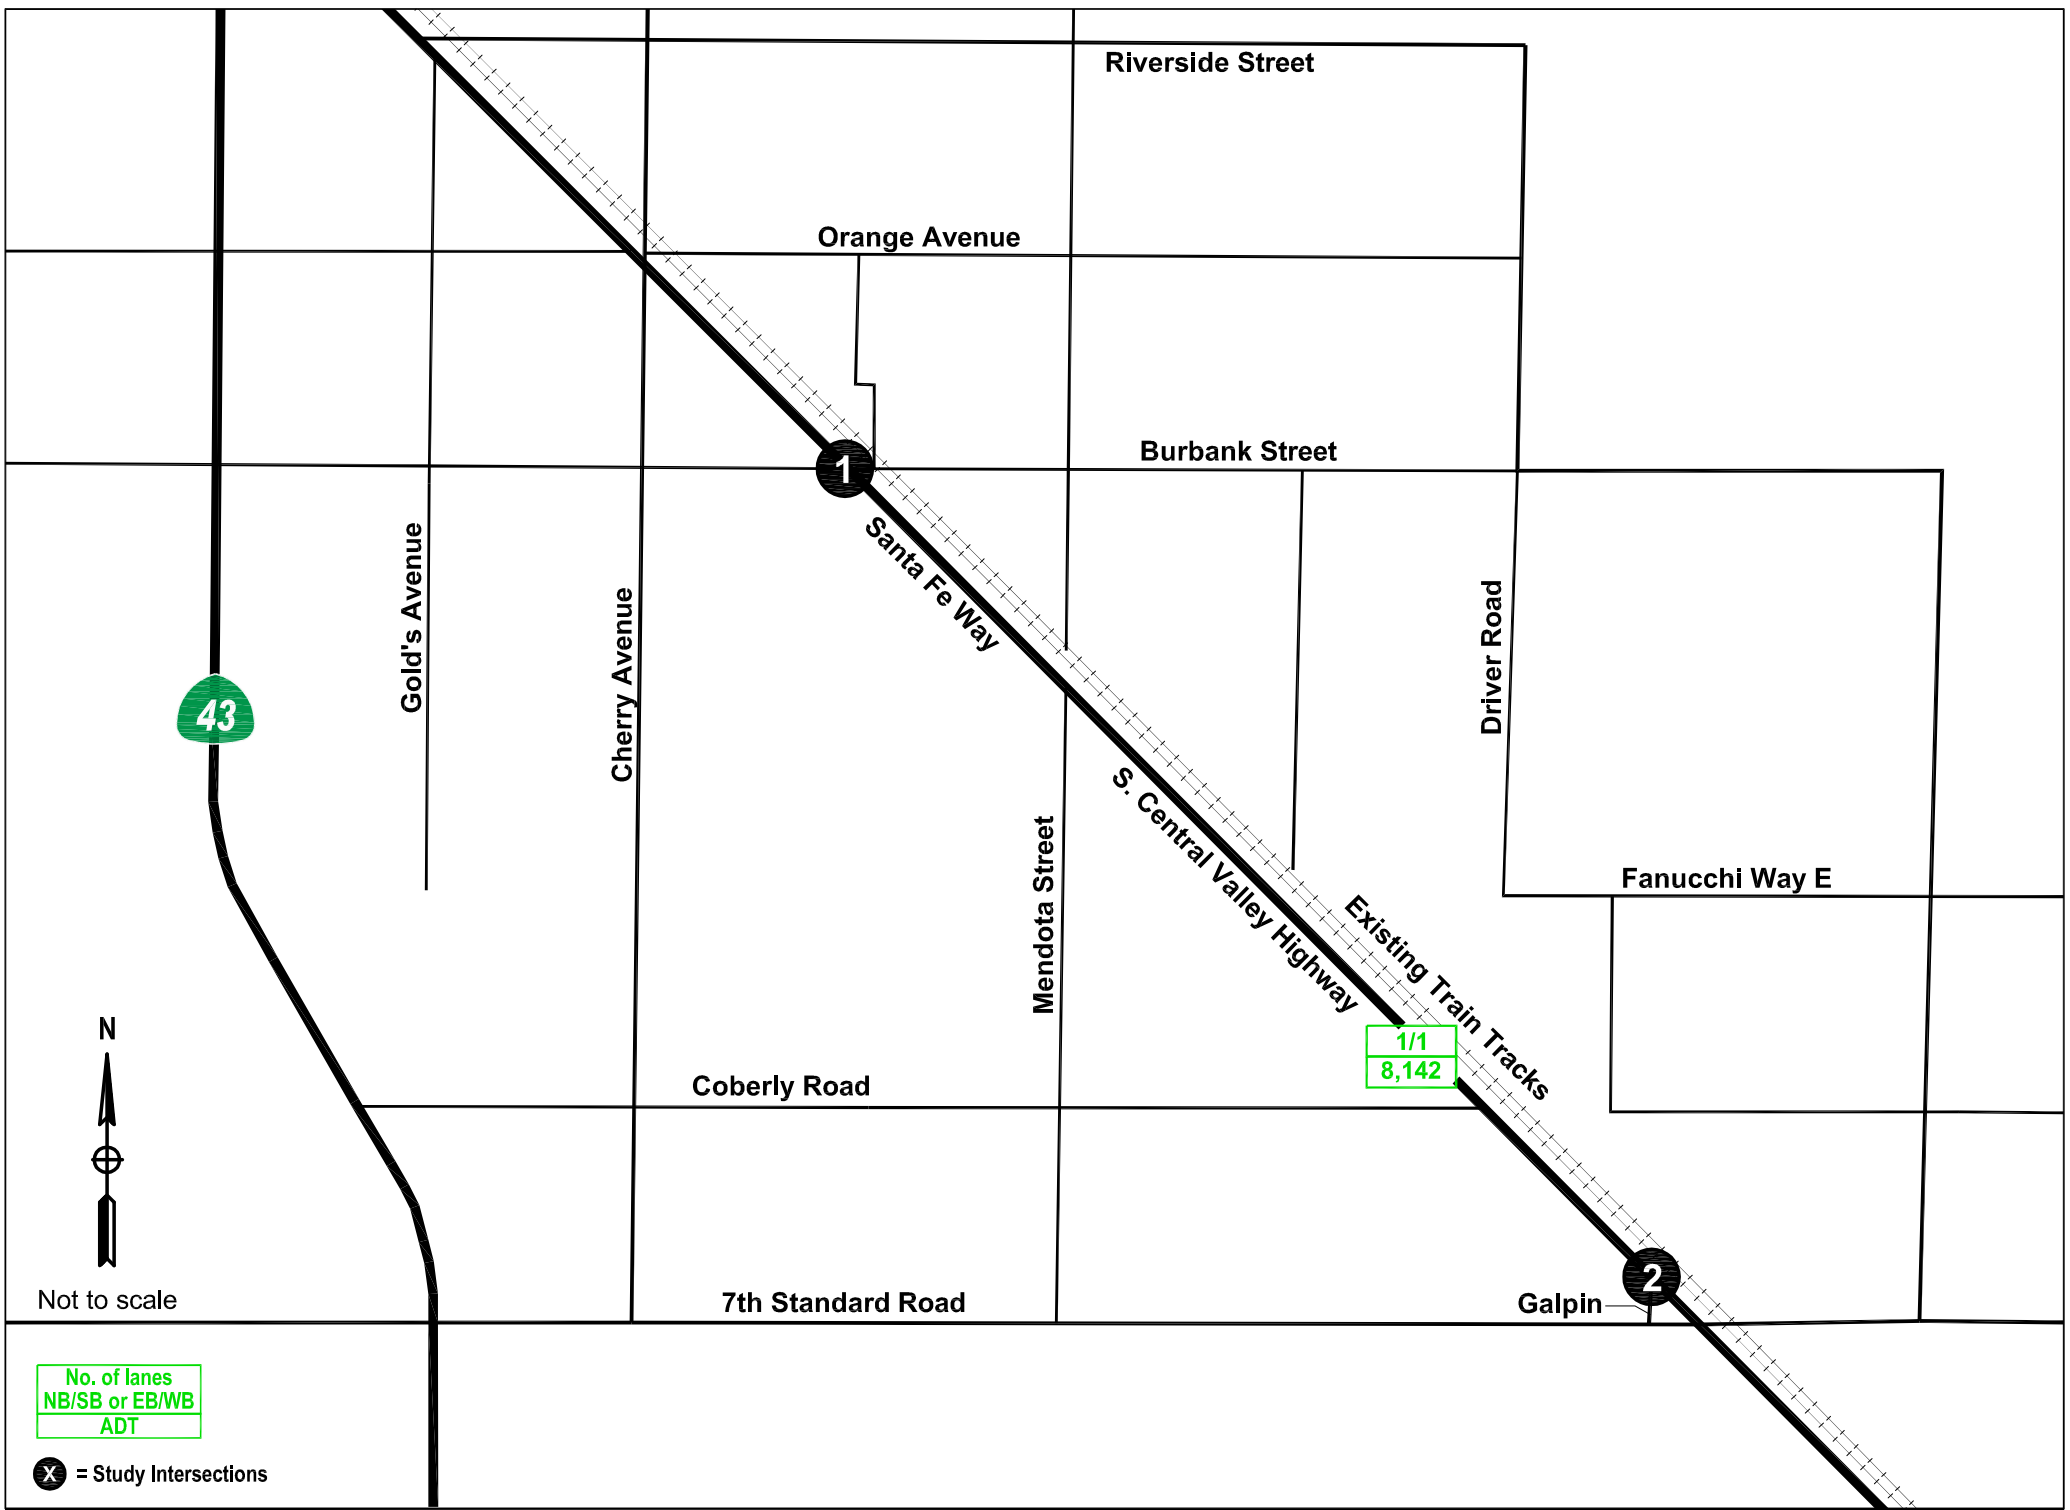 Riverside Street
Orange Avenue
Burbank Street
1
Santa Fe Way
Gold's Avenue
Cherry Avenue
Driver Road
43
S. Central Valley Highway
Mendota Street
Fanucchi Way E
Existing Train Tracks
N
1/1
8,142
Coberly Road
2
Not to scale
7th Standard Road
Galpin
No. of lanes
NB/SB or EB/WB
ADT
X = Study Intersections